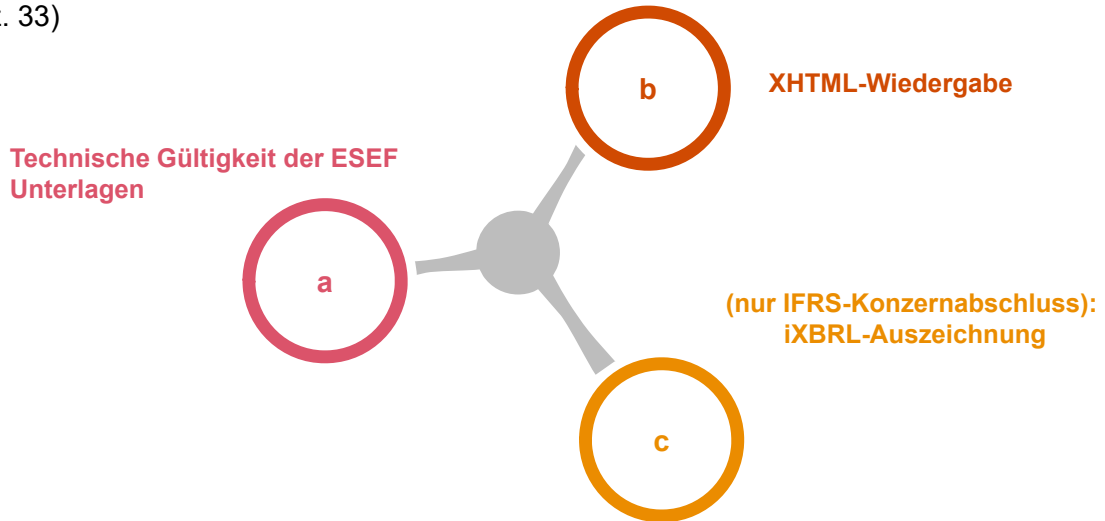 . 33)
b
XHTML-Wiedergabe
Technische Gültigkeit der ESEF
Unterlagen
a
(nur IFRS-Konzernabschluss):
iXBRL-Auszeichnung
c